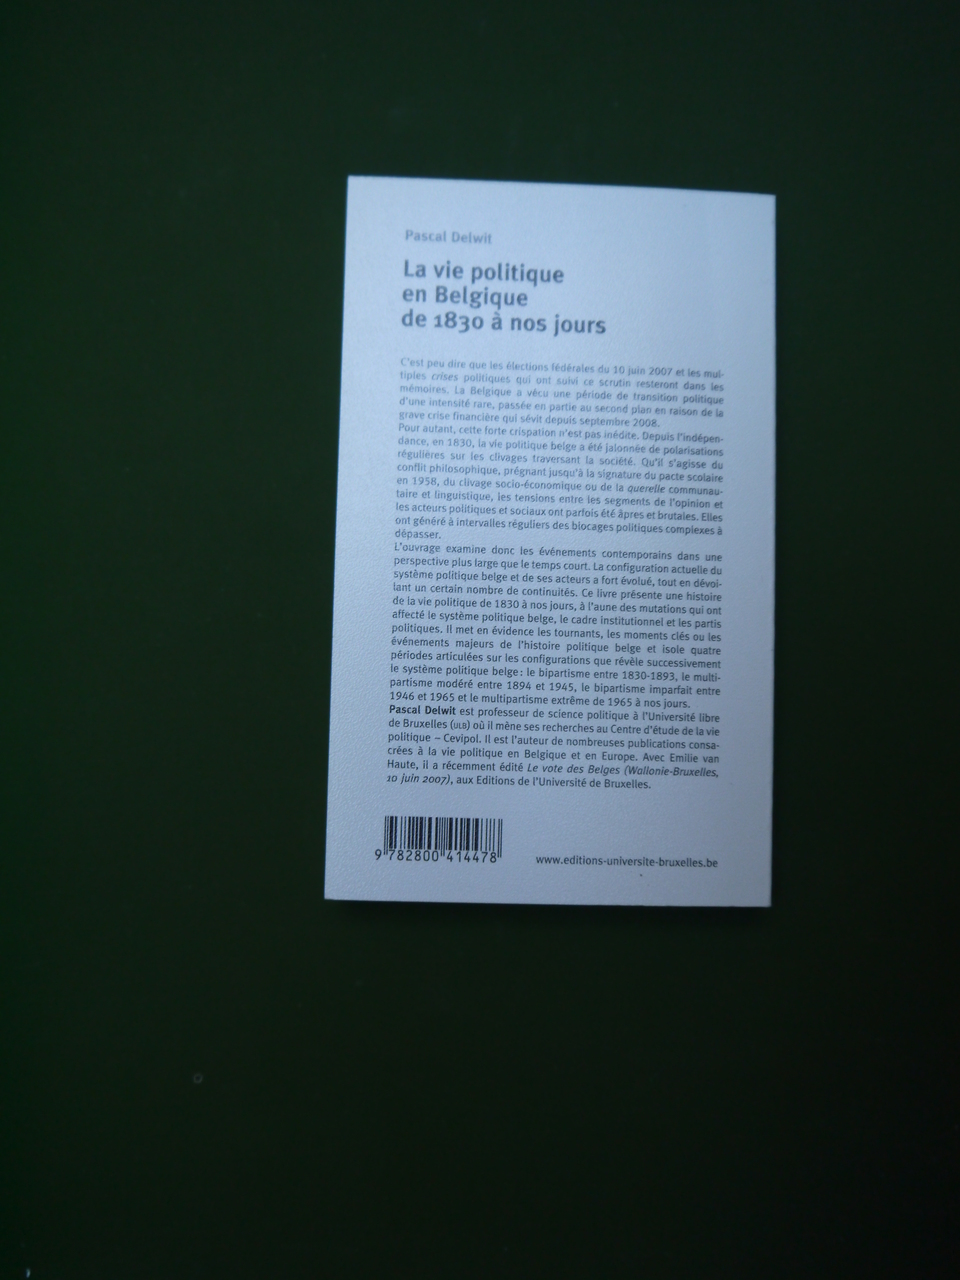 Pascal Delwit
La vie politique
en Belgique
de 1830 à nos jours
C'est peu dire que les élections fédérales du 10 juin 2007 et les mul-
tiples crises politiques qui ont suivi ce scrutin resteront dans les
mémoires. La Belgique a vécu une période de transition politique
d'une intensité rare, passée en partie au second plan en raison de la
grave crise financière qui sévit depuis septembre 2008.
Pour autant, cette forte crispation n'est pas inédite. Depuis l'indépen-
dance, en 1830, la vie politique belge a été jalonnée de polarisations
régulières sur les clivages traversant la société. Qu'il s'agisse du
conflit philosophique, prégnant jusqu'à la signature du pacte scolaire
en 1958, du clivage socio-économique ou de la querelle communau-
taire et linguistique, les tensions entre les segments de l'opinion et
les acteurs politiques et sociaux ont parfois été âpres et brutales. Elles
ont généré à intervalles réguliers des blocages politiques complexes à
dépasser.
L'ouvrage examine donc les événements contemporains dans une
perspective plus large que le temps court. La configuration actuelle du
système politique belge et de ses acteurs a fort évolué, tout en dévoi-
lant un certain nombre de continuités. Ce livre présente une histoire
de la vie politique de 1830 à nos jours, à l'aune des mutations qui ont
affecté le système politique belge, le cadre institutionnel et les partis
politiques. Il met en évidence les tournants, les moments clés ou les
événements majeurs de l'histoire politique belge et isole quatre
périodes articulées sur les configurations que révèle successivement
le système politique belge : le bipartisme entre 1830-1893, le multi-
partisme modéré entre 1894 et 1945, le bipartisme imparfait entre
1946 et 1965 et le multipartisme extrême de 1965 à nos jours.
Pascal Delwit est professeur de science politique à l'Université libre
de Bruxelles (ULB) où il mène ses recherches au Centre d'étude de la vie
politique – Cevipol. Il est l'auteur de nombreuses publications consa-
crées à la vie politique en Belgique et en Europe. Avec Emilie van
Haute, il a récemment édité Le vote des Belges (Wallonie-Bruxelles,
10 juin 2007), aux Editions de l'Université de Bruxelles.
9 782800 414478
www.editions-universite-bruxelles.be